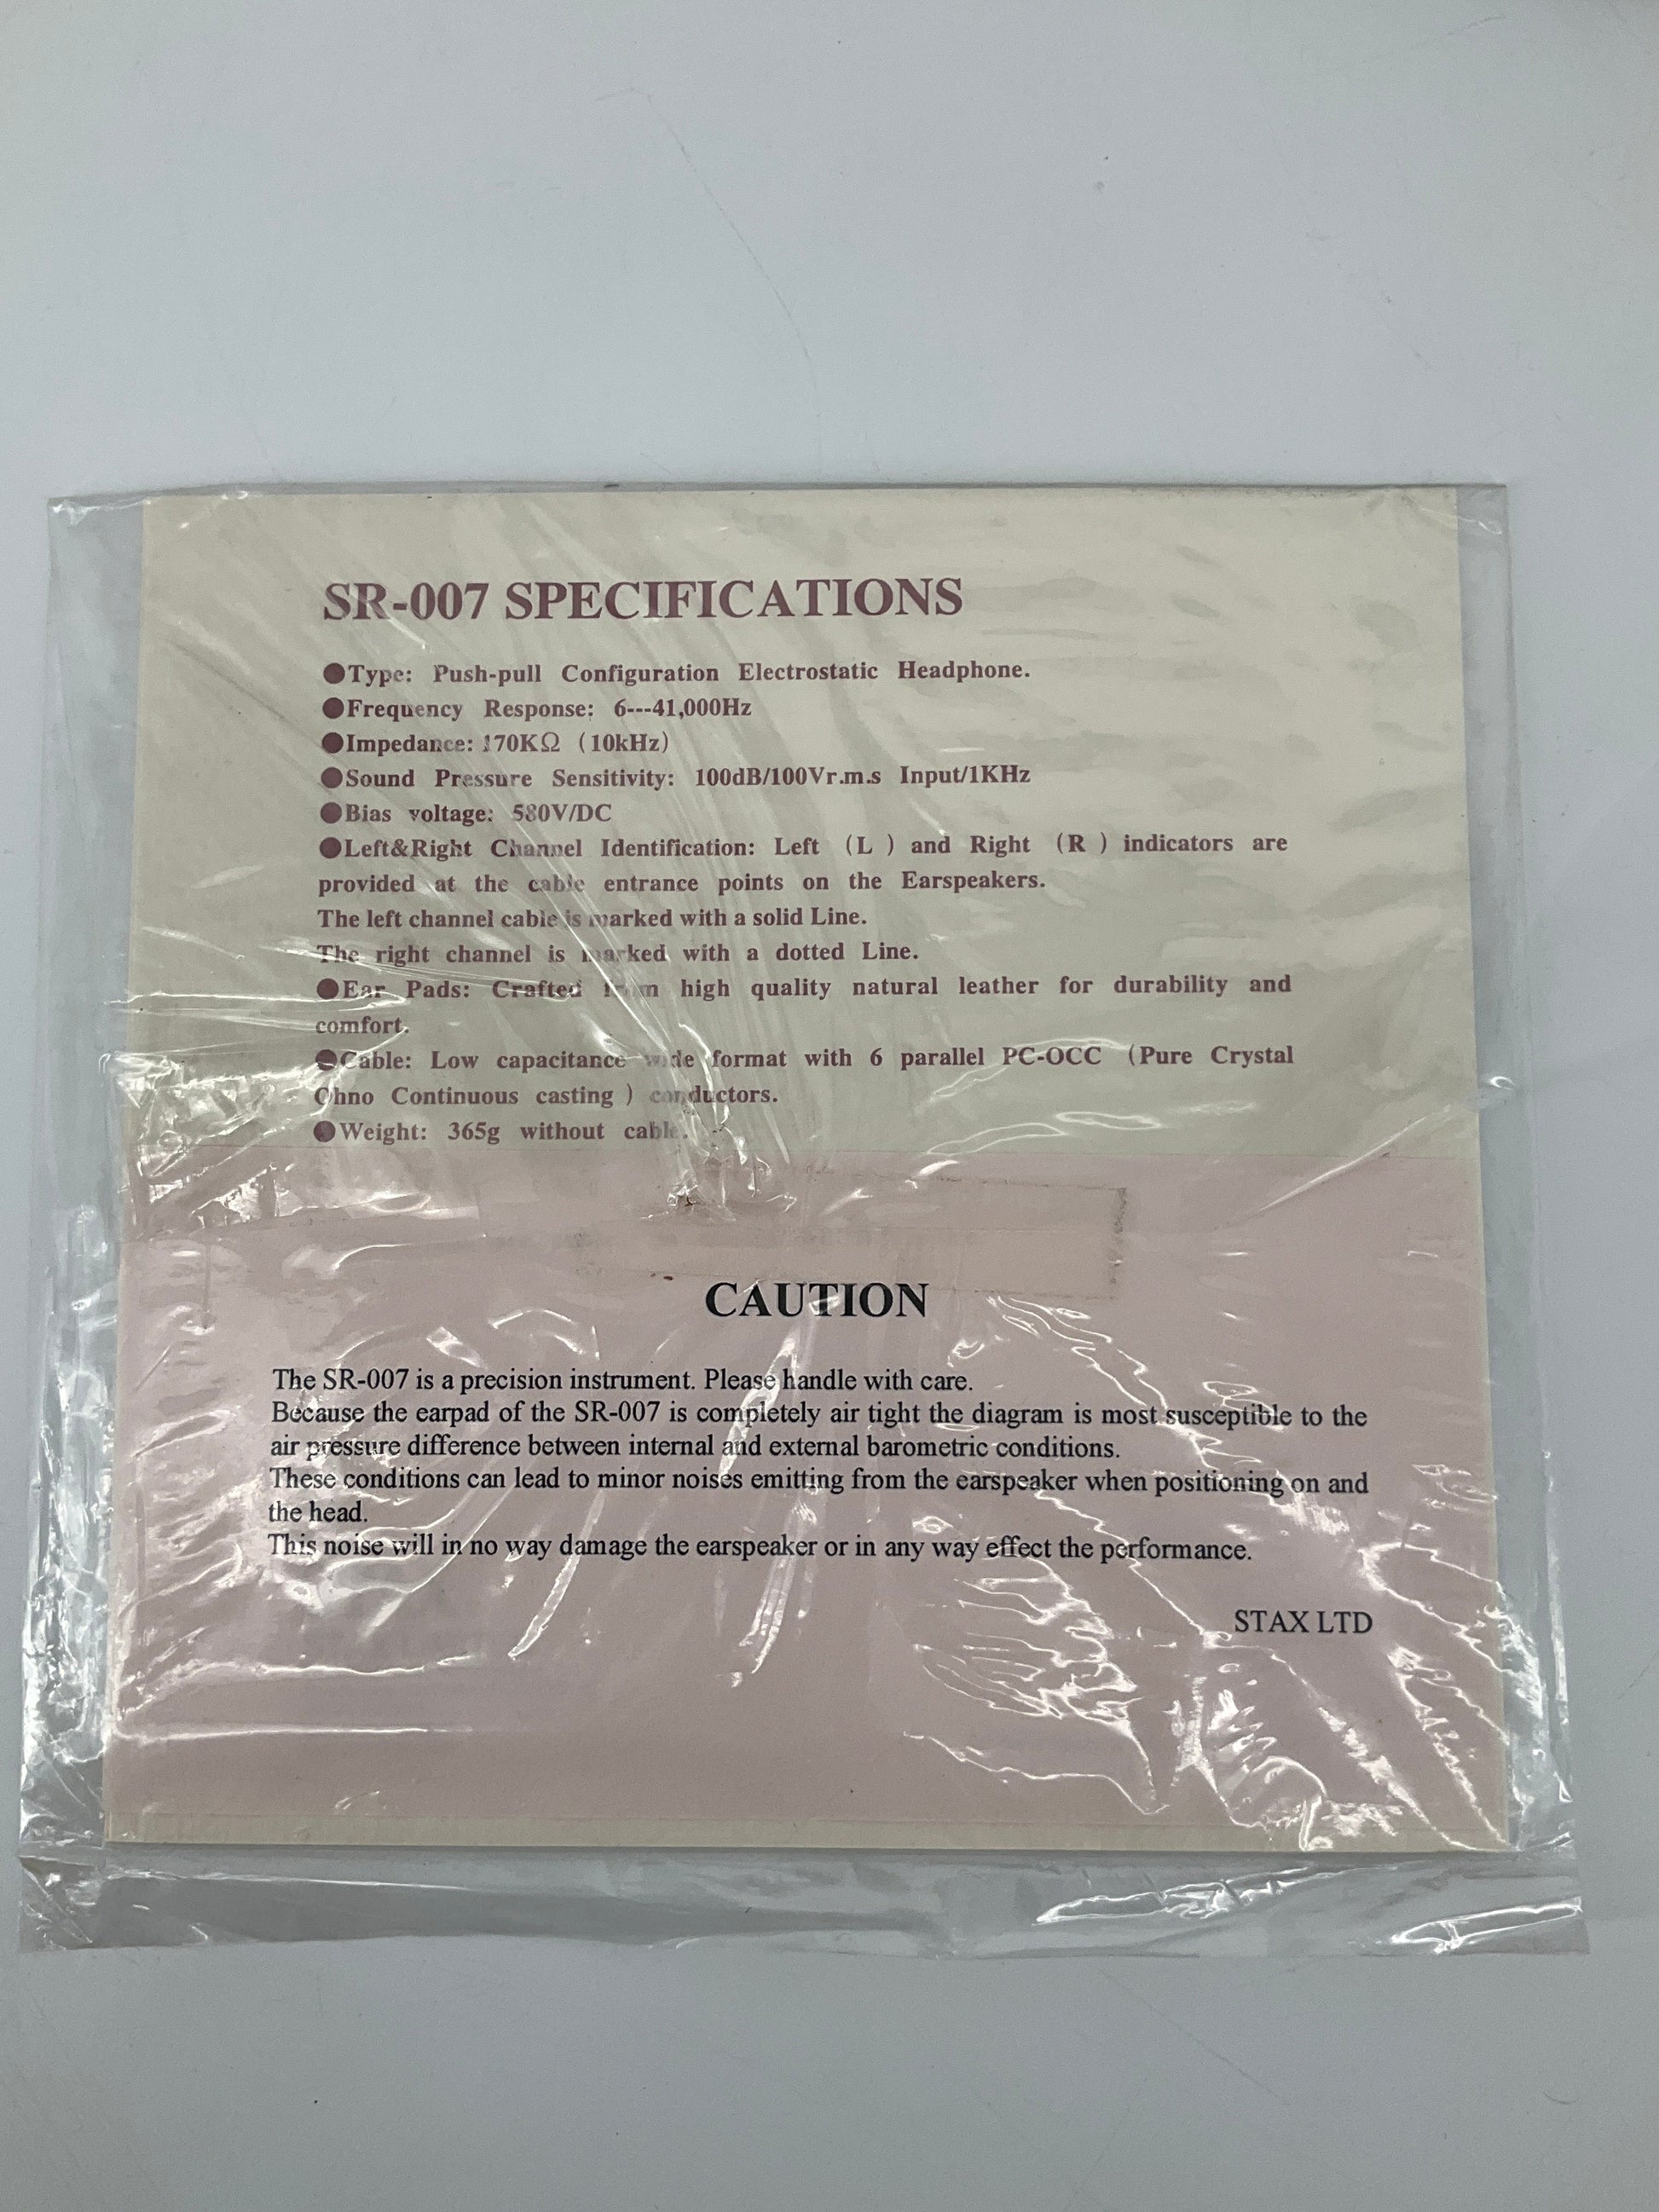 SR-007 SPECIFICATIONS
●Type: Push-pull Configuration Electrostatic Headphone.
●Frequency Response: 6---41,000Hz
●Impedance: 170KΩ (10kHz)
●Sound Pressure Sensitivity: 100dB/100Vr.m.s Input/1KHz
●Bias voltage: 580V/DC
●Left&Right Channel Identification: Left (L ) and Right (R ) indicators are
provided at the cable entrance points on the Earspeakers.
The left channel cable is marked with a solid Line.
The right channel is marked with a dotted Line.
●Ear Pads: Crafted from high quality natural leather for durability and
comfort.
●Cable: Low capacitance wide format with 6 parallel PC-OCC (Pure Crystal
Ohno Continuous casting ) conductors.
●Weight: 365g without cable.
CAUTION
The SR-007 is a precision instrument. Please handle with care.
Because the earpad of the SR-007 is completely air tight the diagram is most susceptible to the
air pressure difference between internal and external barometric conditions.
These conditions can lead to minor noises emitting from the earspeaker when positioning on and
the head.
This noise will in no way damage the earspeaker or in any way effect the performance.
STAX LTD